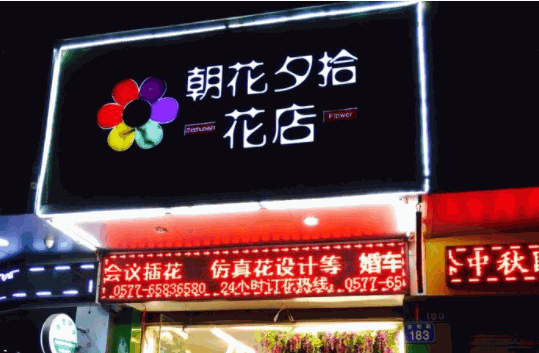 朝花夕拾
花店
Flower
会议插花 仿真花设计等 婚车
0577-65836580 24小时订花热线：0577-65
中秋
183